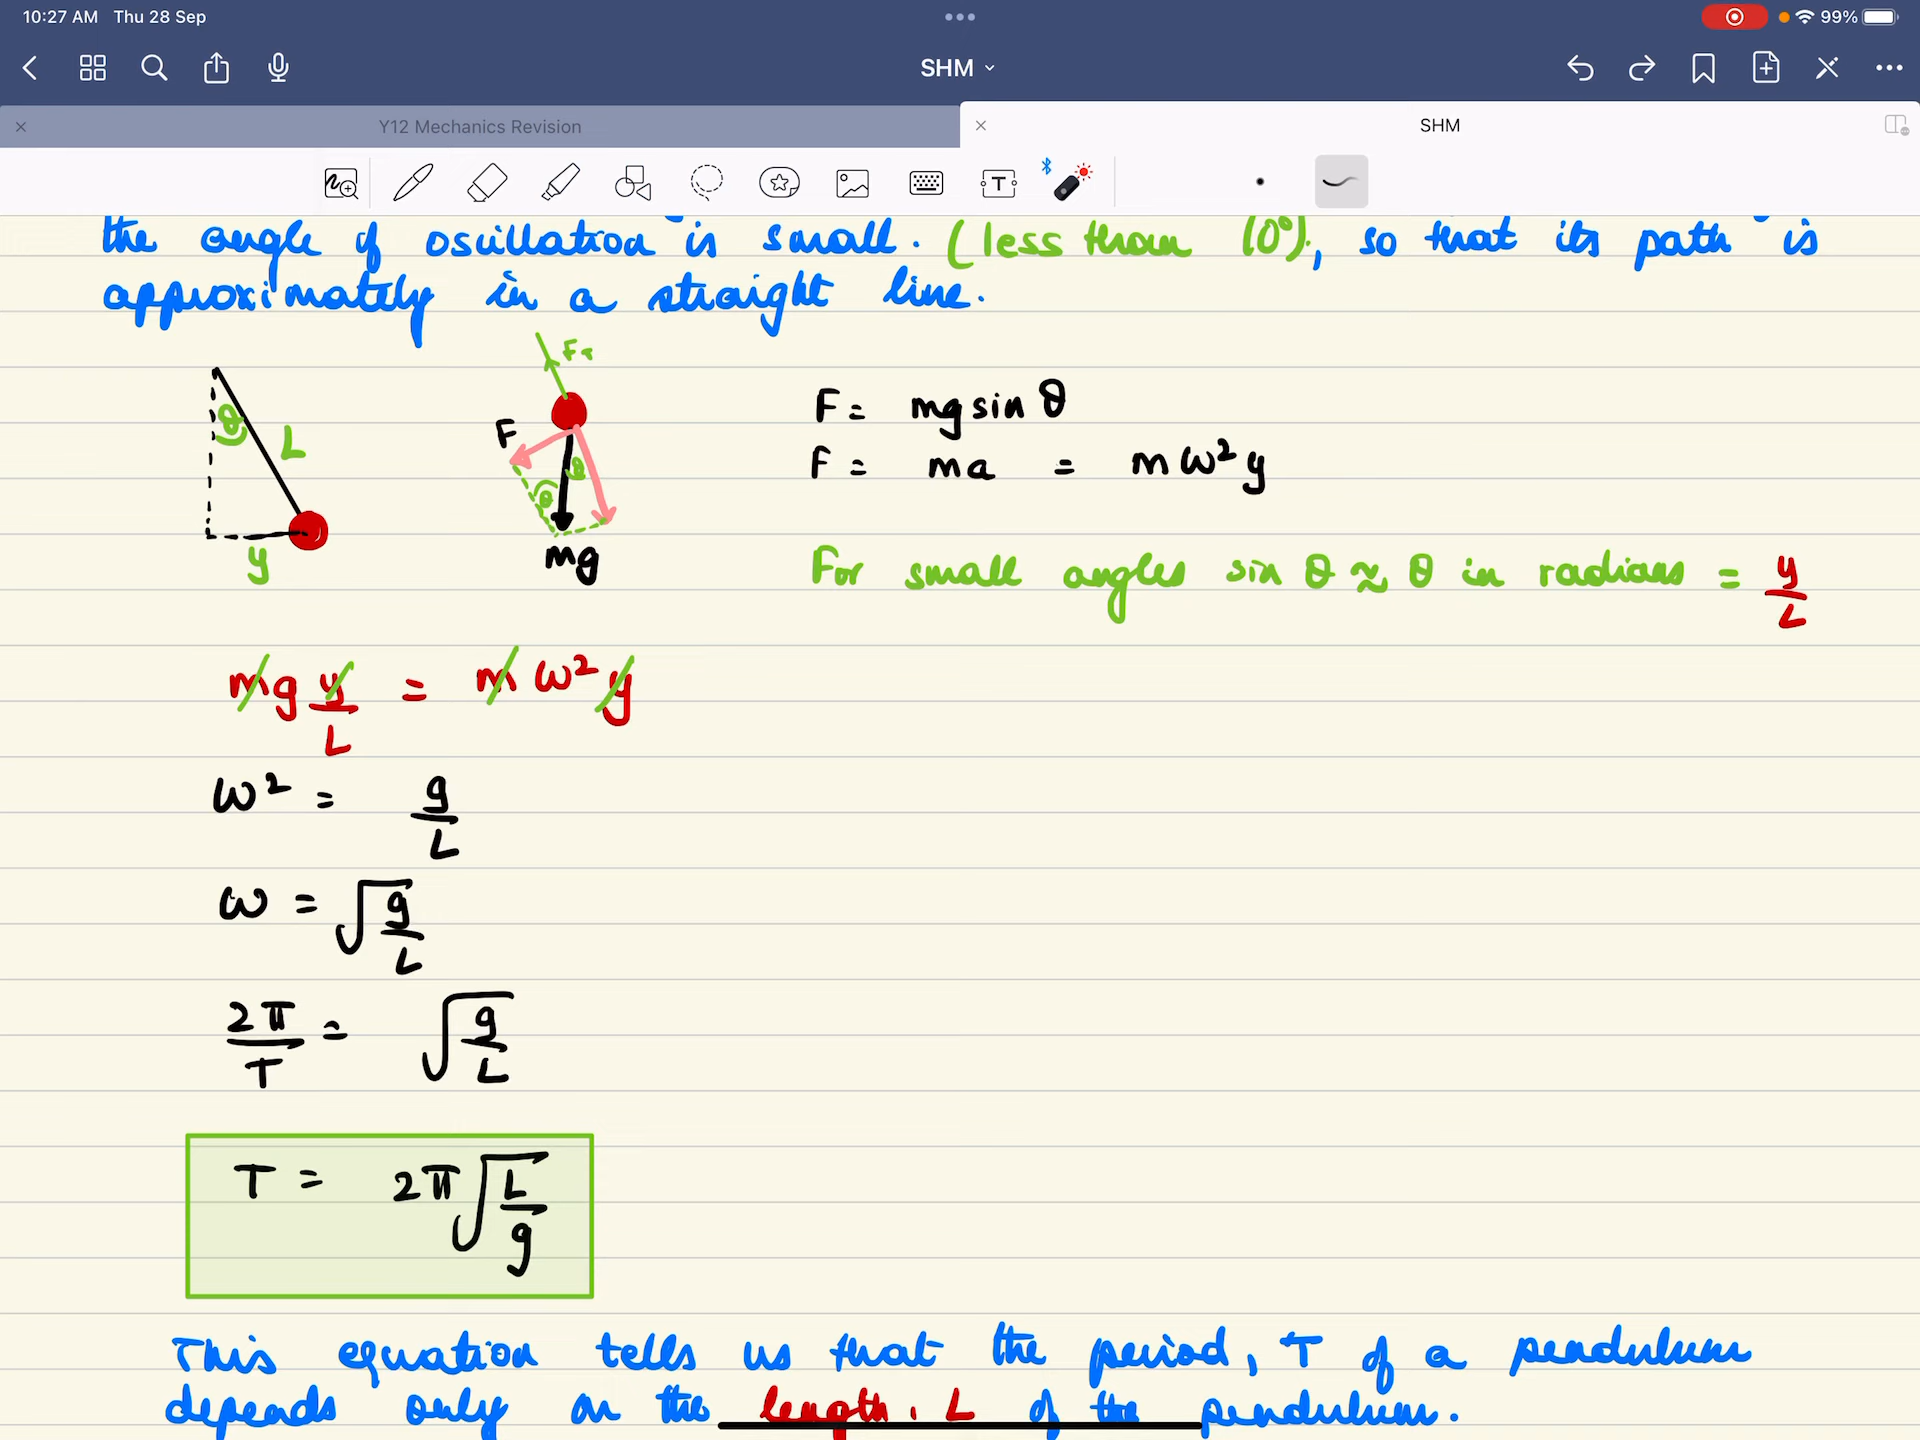 10:27 AM Thu 28 Sep
99%
SHM
Y12 Mechanics Revision
SHM
the angle of oscillation is small. (less than 10°), so that its path is
approximately in a straight line.
θ
L
y
F
θ
θ
mg
F = mg sin θ
F = ma = mω²y
For small angles sin θ ≈ θ in radians = y/L
mg y/L = mω²y
ω² = g/L
ω = √(g/L)
2π/T = √(g/L)
T = 2π√(L/g)
This equation tells us that the period, T of a pendulum
depends only on the length, L of the pendulum.